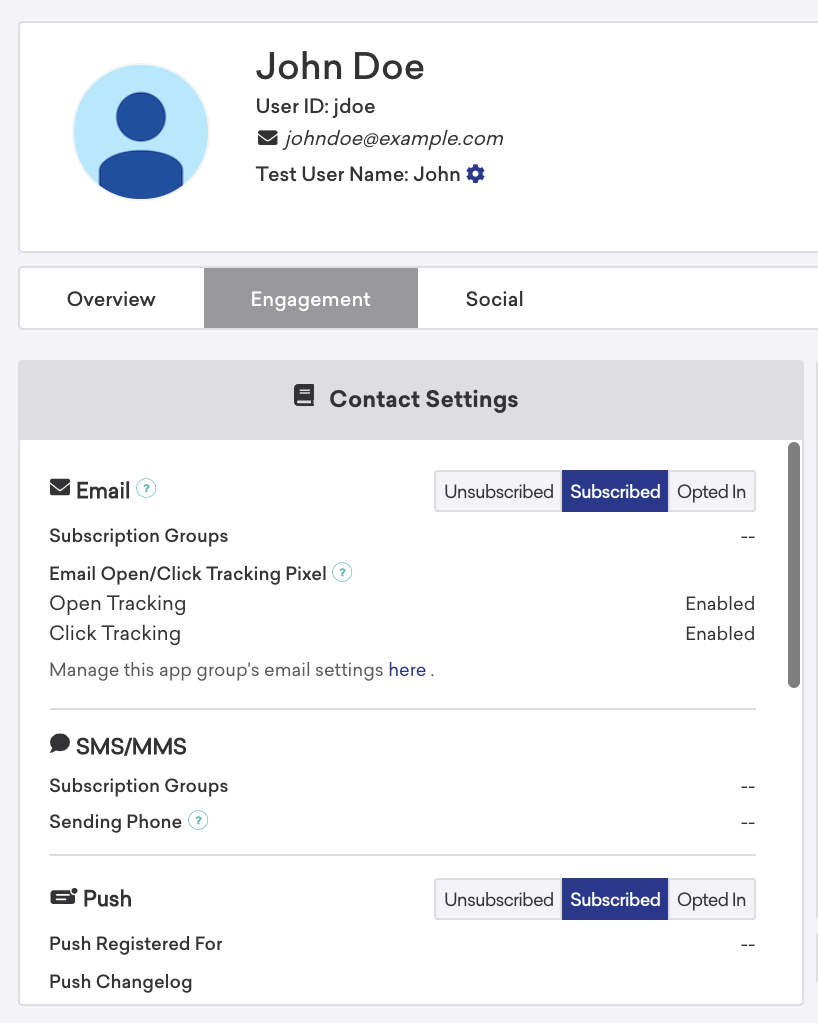 John Doe
User ID: jdoe
johndoe@example.com
Test User Name: John
Overview Engagement Social
Contact Settings
Email ? Unsubscribed Subscribed Opted In
Subscription Groups --
Email Open/Click Tracking Pixel ?
Open Tracking Enabled
Click Tracking Enabled
Manage this app group's email settings here .
SMS/MMS
Subscription Groups --
Sending Phone ? --
Push Unsubscribed Subscribed Opted In
Push Registered For --
Push Changelog